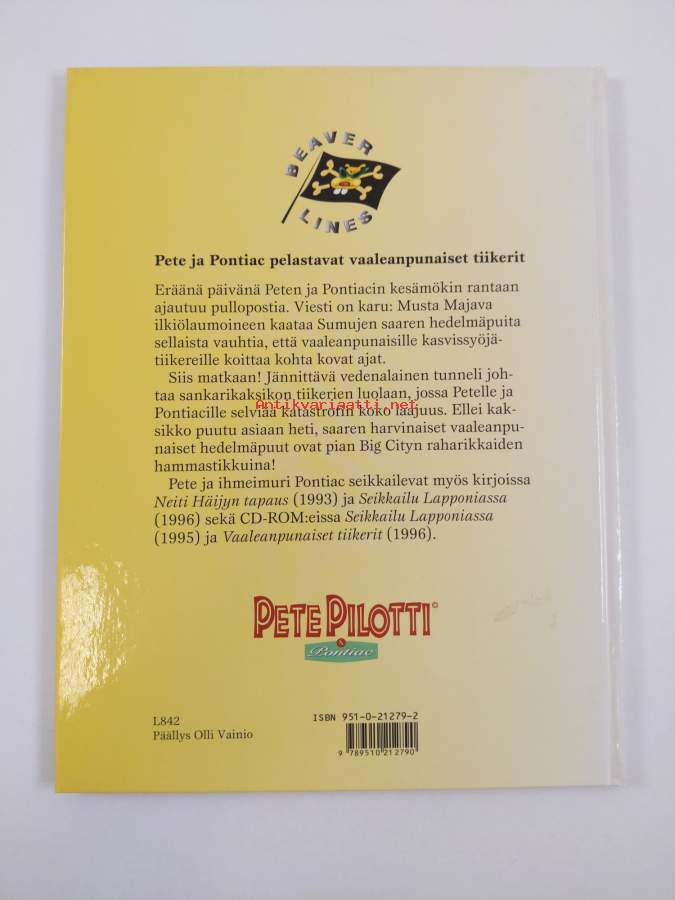 BEAVER
LINES
Pete ja Pontiac pelastavat vaaleanpunaiset tiikerit
Eräänä päivänä Peten ja Pontiacin kesämökin rantaan
ajautuu pullopostia. Viesti on karu: Musta Majava
ilkiölaumoineen kaataa Sumujen saaren hedelmäpuita
sellaista vauhtia, että vaaleanpunaisille kasvissyöjä-
tiikereille koittaa kohta kovat ajat.
Siis matkaan! Jännittävä vedenalainen tunneli joh-
taa sankarikaksikon tiikerien luolaan, jossa Petelle ja
Antikvariaatti.net
Pontiacille selviää katastrofin koko laajuus. Ellei kak-
sikko puutu asiaan heti, saaren harvinaiset vaaleanpu-
naiset hedelmäpuut ovat pian Big Cityn raharikkaiden
hammastikkuina!
Pete ja ihmeimuri Pontiac seikkailevat myös kirjoissa
Neiti Häijyn tapaus (1993) ja Seikkailu Lapponiassa
(1996) sekä CD-ROM:eissa Seikkailu Lapponiassa
(1995) ja Vaaleanpunaiset tiikerit (1996).
PETE PILOTTI©
& Pontiac
L842
Päällys Olli Vainio
ISBN 951-0-21279-2
9 789510 212790